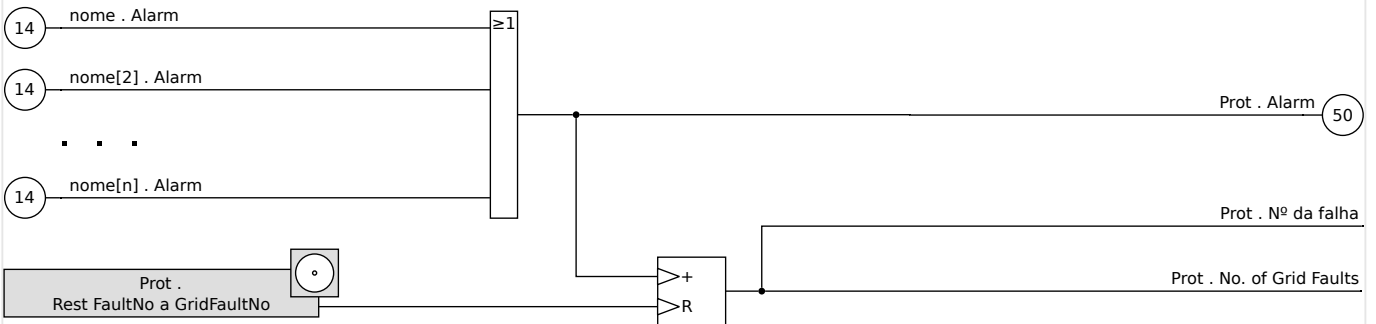 14
nome . Alarm
≥1
14
nome[2] . Alarm
Prot . Alarm
50
. . .
14
nome[n] . Alarm
Prot . Nº da falha
Prot .
Rest FaultNo a GridFaultNo
+
R
Prot . No. of Grid Faults